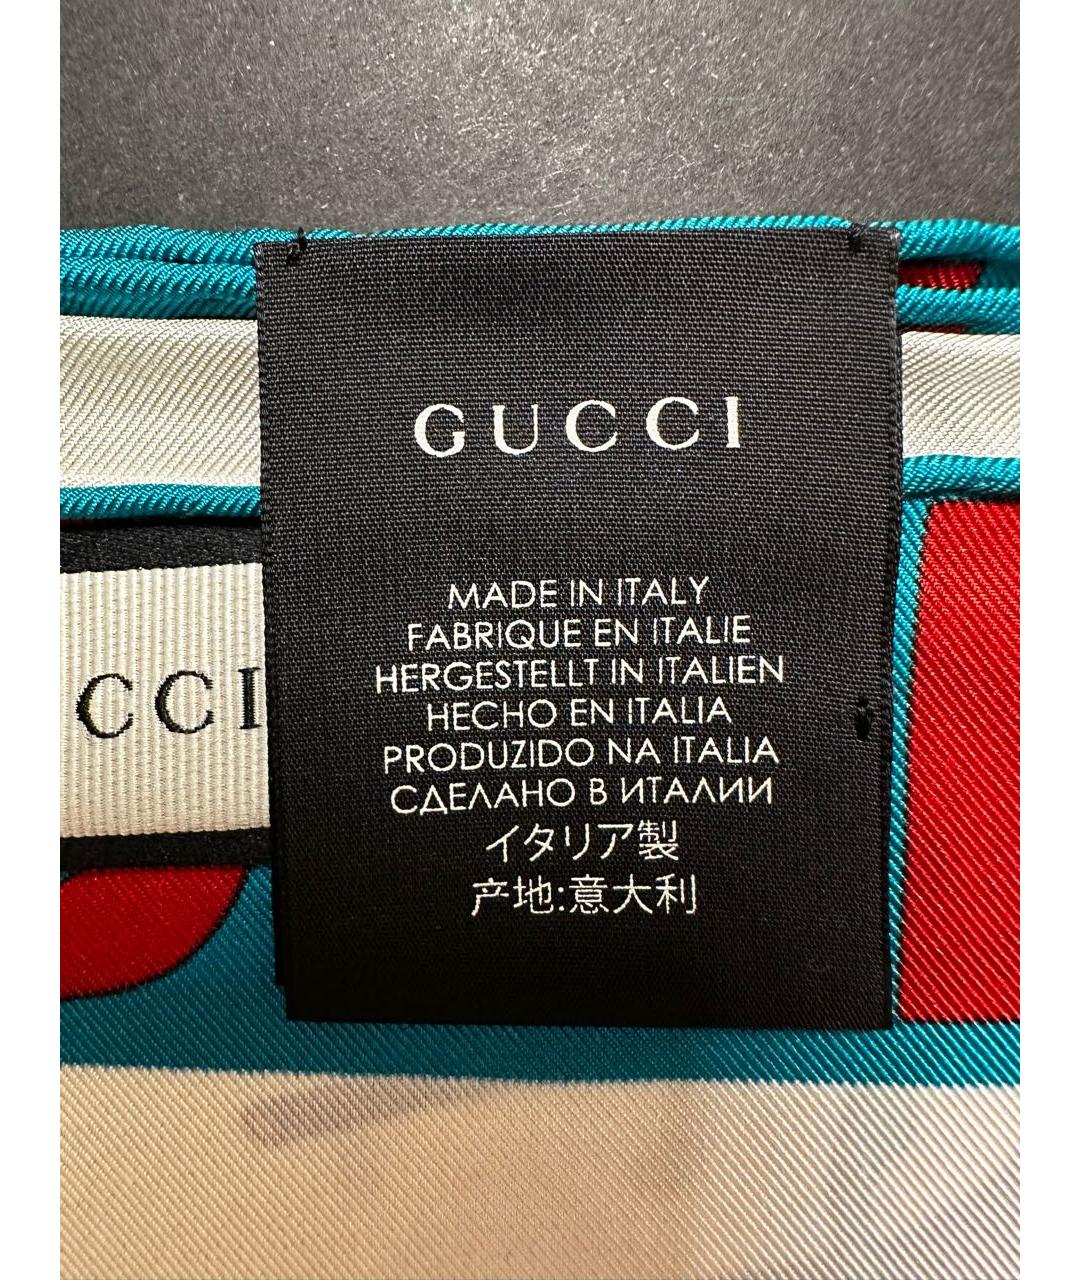 GUCCI
MADE IN ITALY
FABRIQUE EN ITALIE
HERGESTELLT IN ITALIEN
HECHO EN ITALIA
PRODUZIDO NA ITALIA
СДЕЛАНО В ИТАЛИИ
イタリア製
产地:意大利
CCI